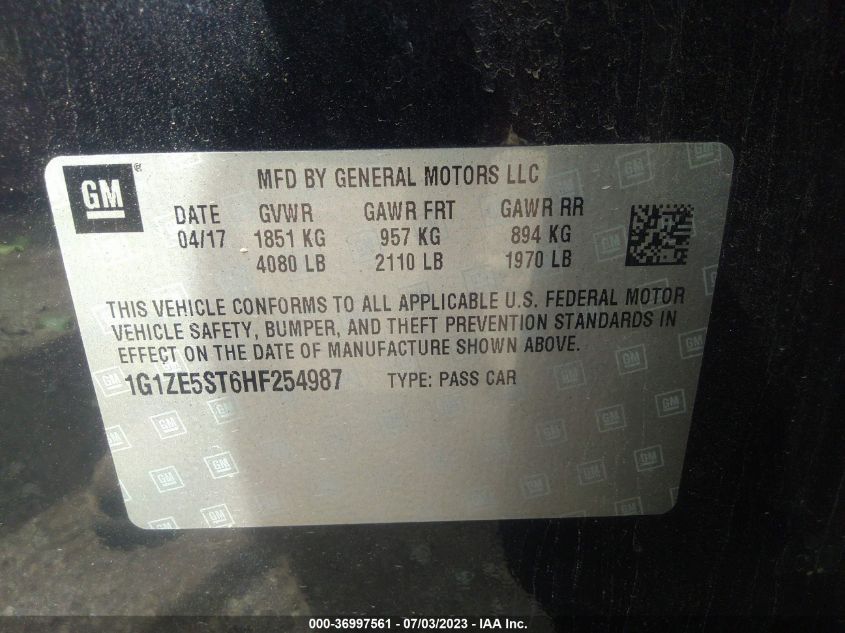 GM ®
MFD BY GENERAL MOTORS LLC
DATE GVWR GAWR FRT GAWR RR
04/17 1851 KG 957 KG 894 KG
4080 LB 2110 LB 1970 LB
THIS VEHICLE CONFORMS TO ALL APPLICABLE U.S. FEDERAL MOTOR
VEHICLE SAFETY, BUMPER, AND THEFT PREVENTION STANDARDS IN
EFFECT ON THE DATE OF MANUFACTURE SHOWN ABOVE.
1G1ZE5ST6HF254987 TYPE: PASS CAR
110 - 36997561 - 07/03/2023 - IAA Inc.